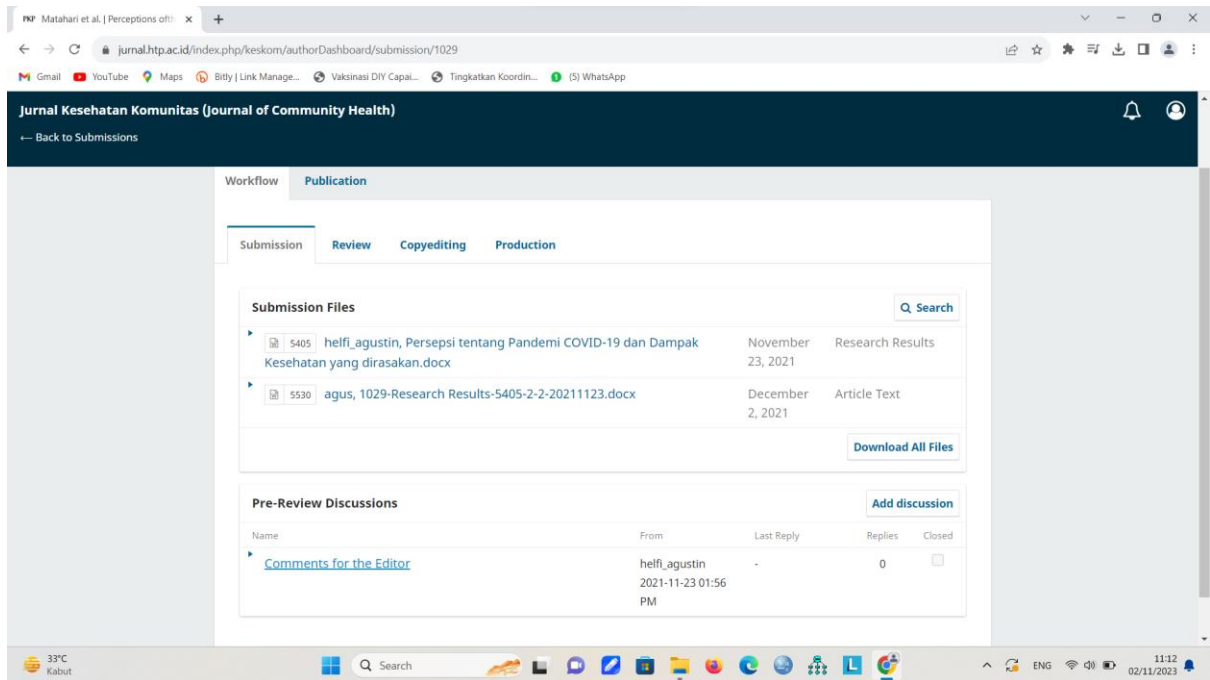 PKP Matahari et al. | Perceptions ofth
jurnal.htp.ac.id/index.php/keskom/authorDashboard/submission/1029
Gmail YouTube Maps Bitly | Link Manage... Vaksinasi DIY Capai... Tingkatkan Koordin... (5) WhatsApp
Jurnal Kesehatan Komunitas (Journal of Community Health)
← Back to Submissions
Workflow Publication
Submission Review Copyediting Production
Submission Files Search
5405 helfi_agustin, Persepsi tentang Pandemi COVID-19 dan Dampak November Research Results
Kesehatan yang dirasakan.docx 23, 2021
5530 agus, 1029-Research Results-5405-2-2-20211123.docx December Article Text
2, 2021
Download All Files
Pre-Review Discussions Add discussion
Name From Last Reply Replies Closed
Comments for the Editor helfi_agustin - 0
2021-11-23 01:56
PM
33°C
Kabut
Search
ENG
11:12
02/11/2023